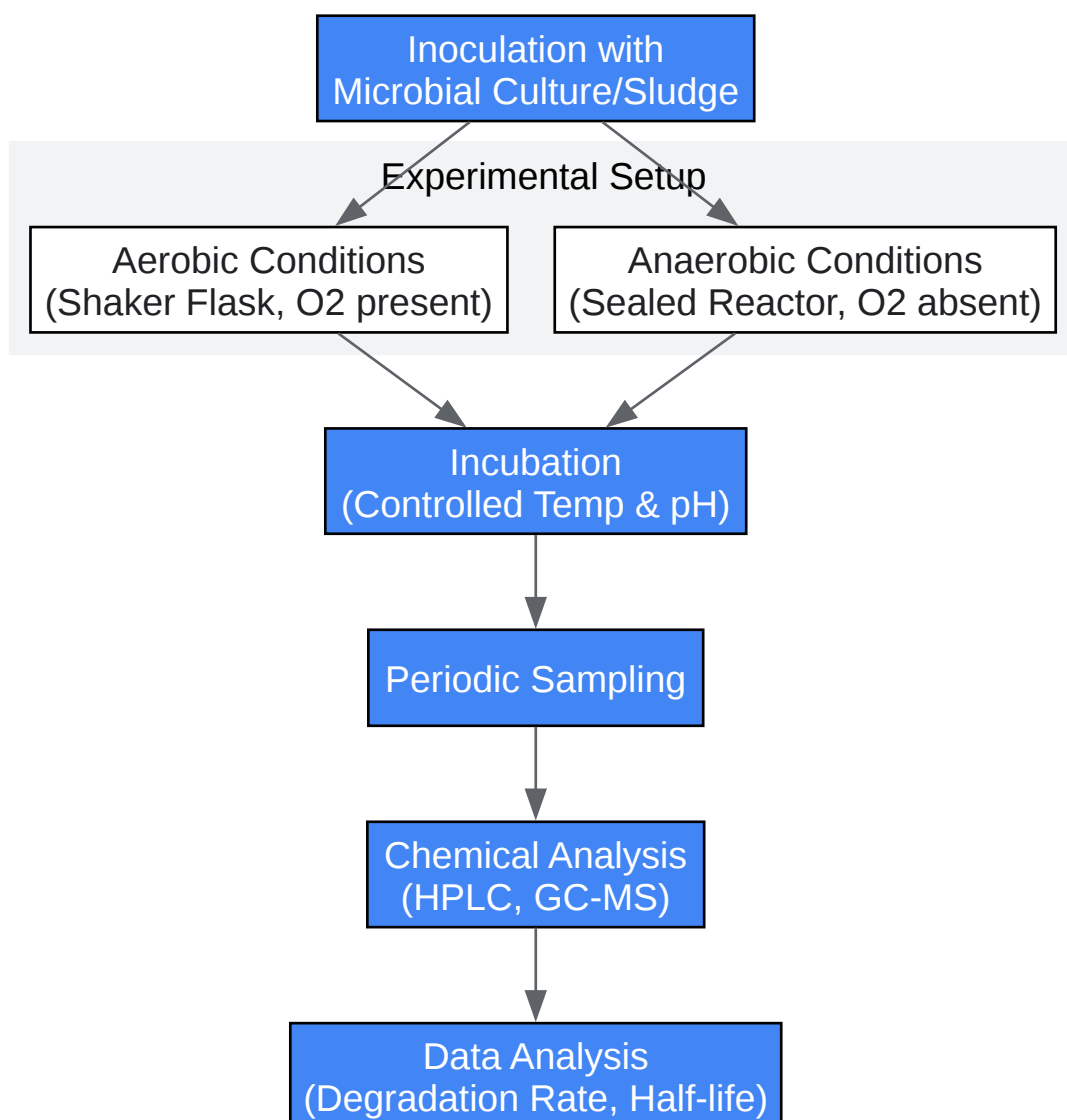 Inoculation with
Microbial Culture/Sludge
Experimental Setup
Aerobic Conditions
(Shaker Flask, O2 present)
Anaerobic Conditions
(Sealed Reactor, O2 absent)
Incubation
(Controlled Temp & pH)
Periodic Sampling
Chemical Analysis
(HPLC, GC-MS)
Data Analysis
(Degradation Rate, Half-life)